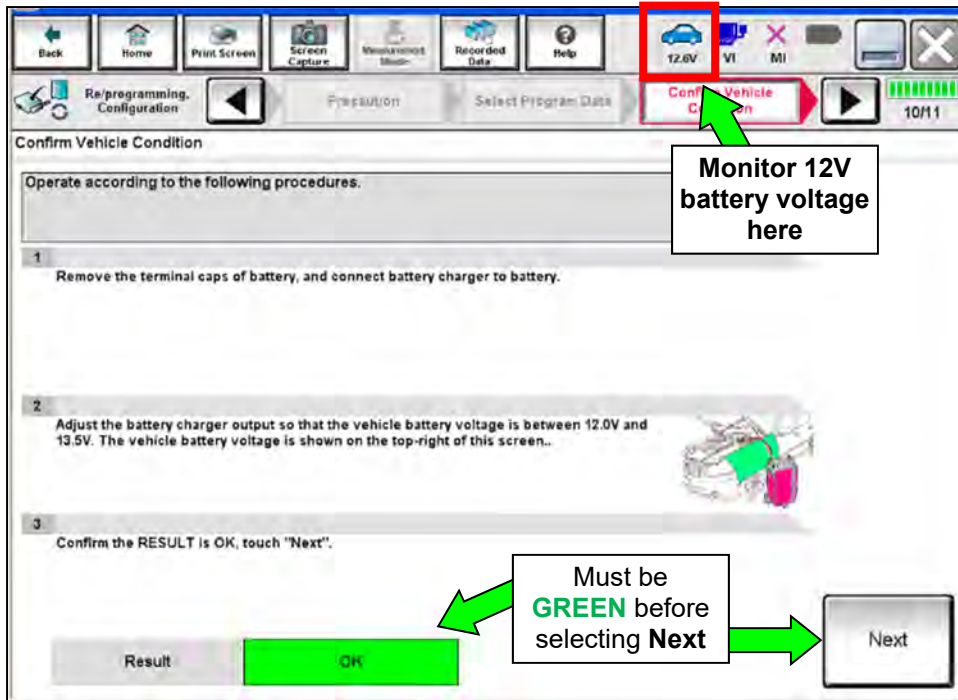 Back
Home
Print Screen
Screen
Capture
Measurement
Mode
Recorded
Data
Help
12.6V
VI
MI
Re/programming,
Configuration
Precaution
Select Program Data
Confirm Vehicle
10/11
Confirm Vehicle Condition
Monitor 12V
battery voltage
here
Operate according to the following procedures.
1
Remove the terminal caps of battery, and connect battery charger to battery.
2
Adjust the battery charger output so that the vehicle battery voltage is between 12.0V and
13.5V. The vehicle battery voltage is shown on the top-right of this screen..
3
Confirm the RESULT is OK, touch "Next".
Must be
GREEN before
selecting Next
Result
OK
Next